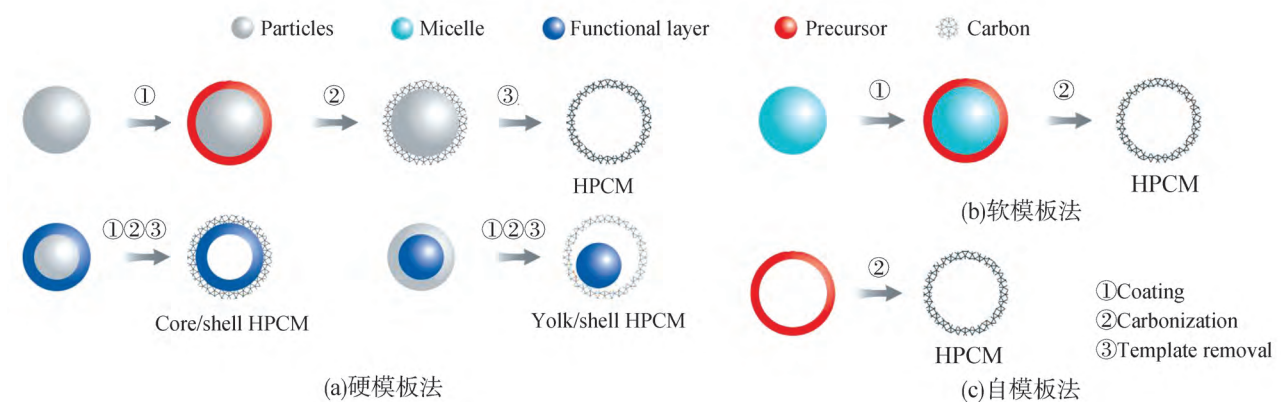 Particles Micelle Functional layer Precursor Carbon
① ② ③
HPCM
①②③ ①②③
Core/shell HPCM Yolk/shell HPCM
(a)硬模板法
① ②
HPCM
(b)软模板法
②
HPCM
(c)自模板法
①Coating
②Carbonization
③Template removal